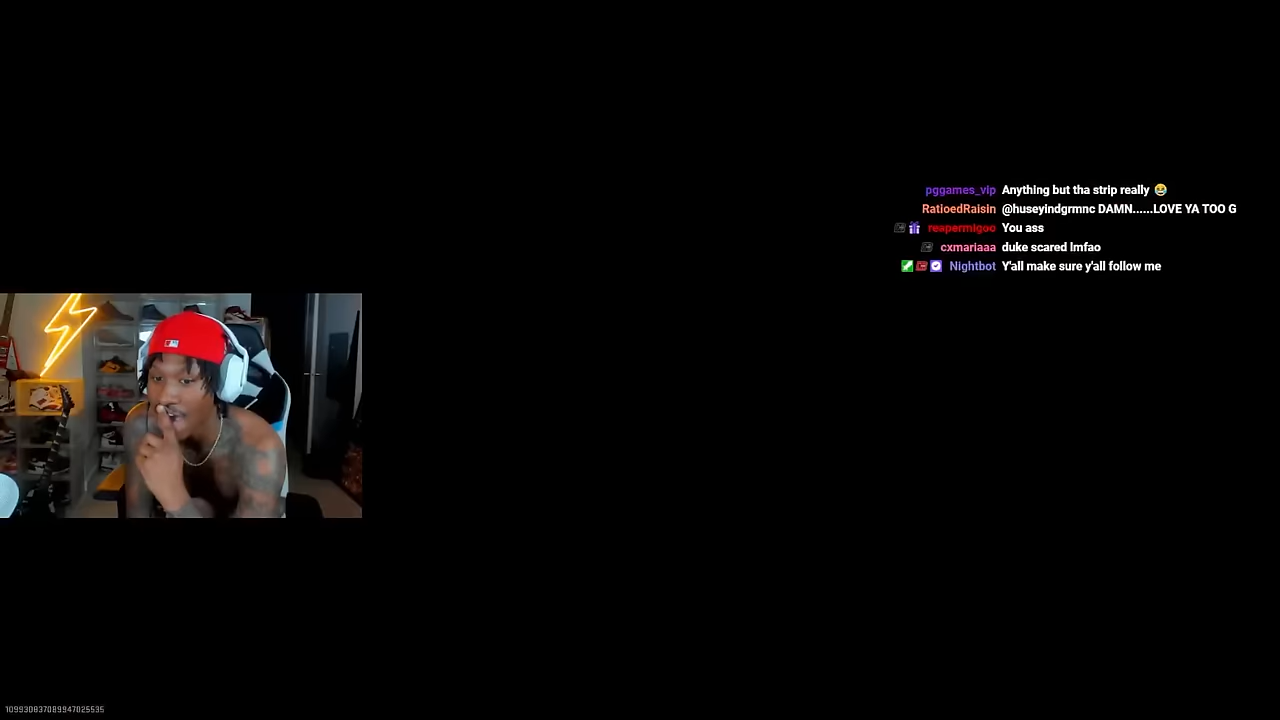 pggames_vip Anything but tha strip really 😂
RatioedRaisin @huseyindgrmnc DAMN......LOVE YA TOO G
reapermigoo You ass
cxmariaaa duke scared lmfao
Nightbot Y'all make sure y'all follow me